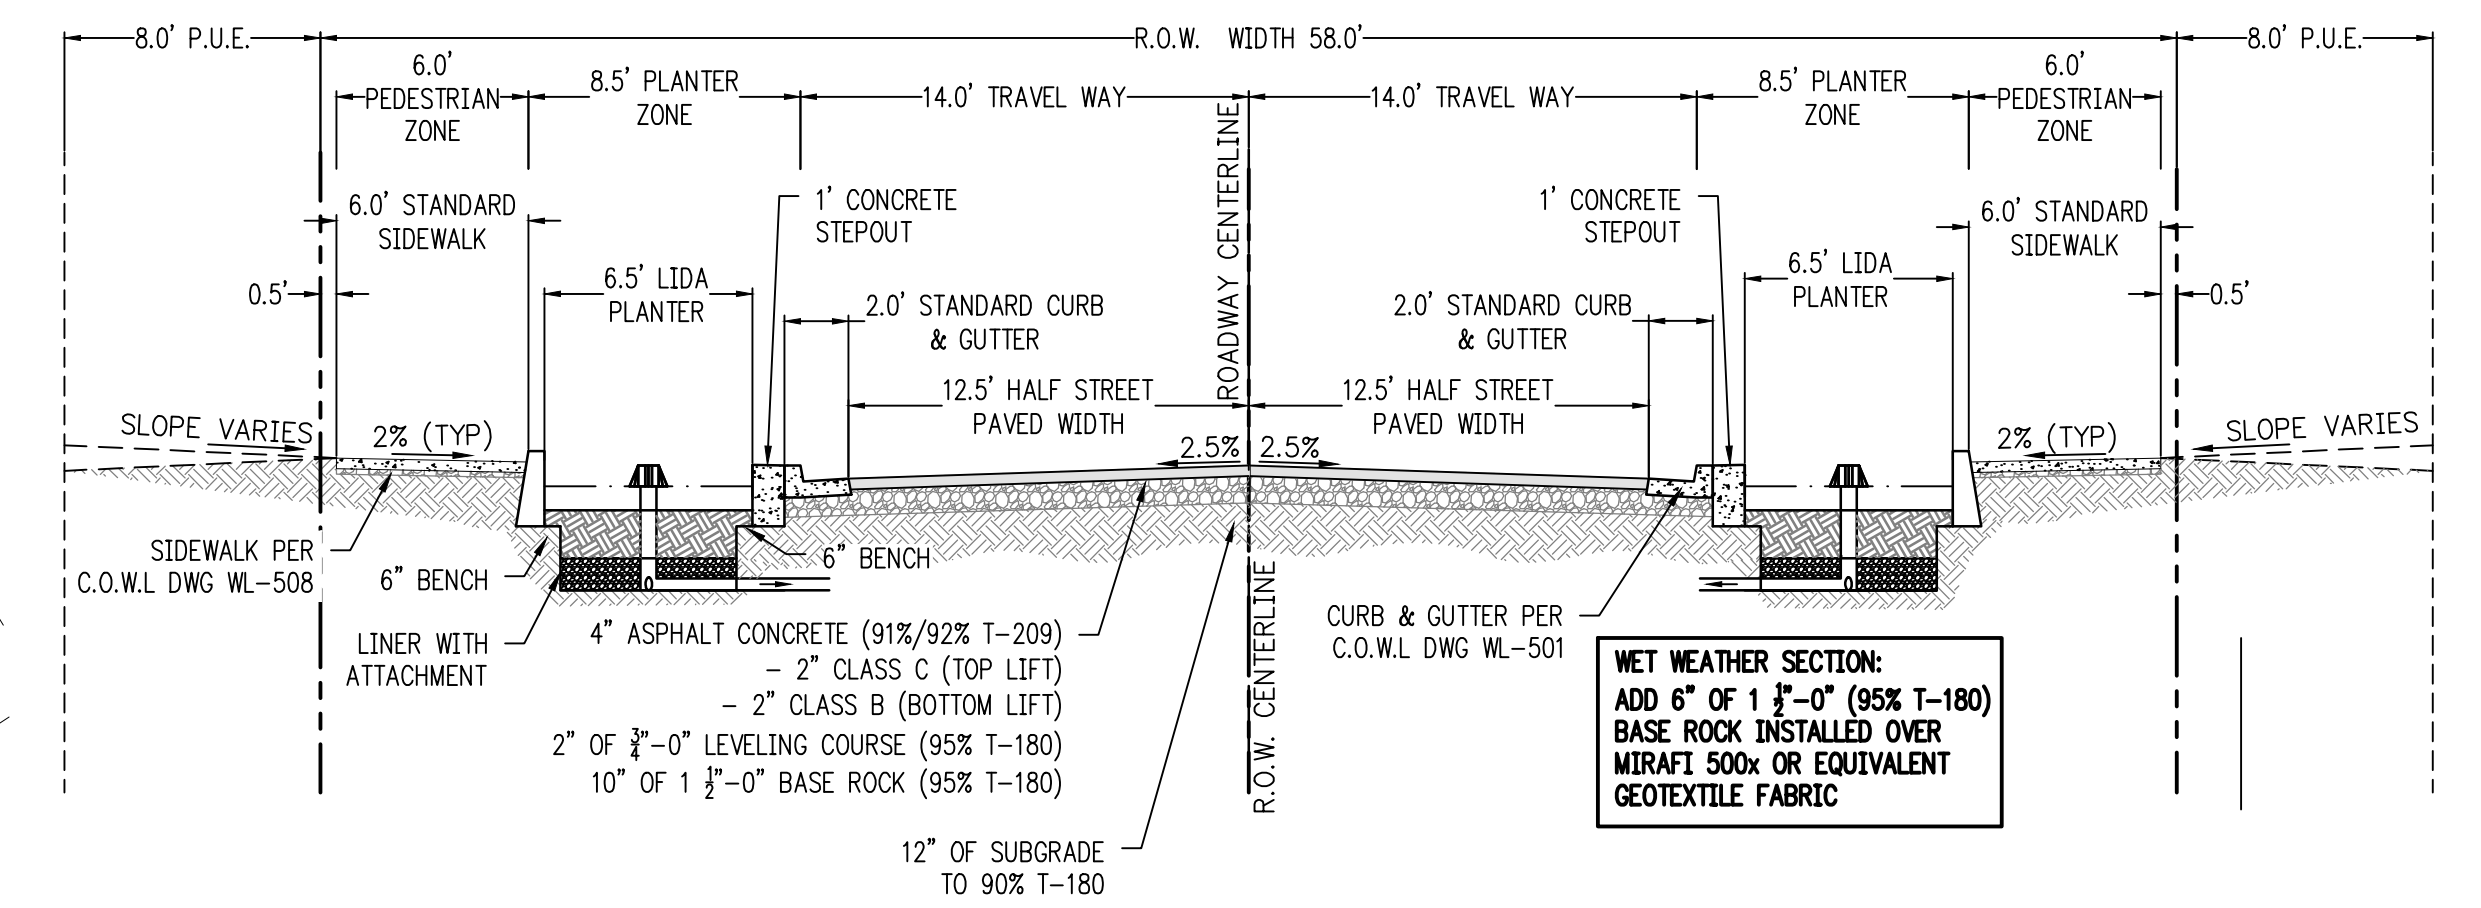 8.0' P.U.E.
R.O.W. WIDTH 58.0'
8.0' P.U.E.
6.0'
PEDESTRIAN
ZONE
8.5' PLANTER
ZONE
14.0' TRAVEL WAY
14.0' TRAVEL WAY
8.5' PLANTER
ZONE
6.0'
PEDESTRIAN
ZONE
ROADWAY CENTERLINE
6.0' STANDARD
SIDEWALK
1' CONCRETE
STEPOUT
1' CONCRETE
STEPOUT
6.0' STANDARD
SIDEWALK
0.5'
6.5' LIDA
PLANTER
2.0' STANDARD CURB
& GUTTER
2.0' STANDARD CURB
& GUTTER
6.5' LIDA
PLANTER
0.5'
12.5' HALF STREET
PAVED WIDTH
12.5' HALF STREET
PAVED WIDTH
SLOPE VARIES
2% (TYP)
2.5%
2.5%
2% (TYP)
SLOPE VARIES
SIDEWALK PER
C.O.W.L DWG WL-508
6" BENCH
6" BENCH
LINER WITH
ATTACHMENT
4" ASPHALT CONCRETE (91%/92% T-209)
- 2" CLASS C (TOP LIFT)
- 2" CLASS B (BOTTOM LIFT)
2" OF 3/4"-0" LEVELING COURSE (95% T-180)
10" OF 1 1/2"-0" BASE ROCK (95% T-180)
12" OF SUBGRADE
TO 90% T-180
R.O.W. CENTERLINE
CURB & GUTTER PER
C.O.W.L DWG WL-501
WET WEATHER SECTION:
ADD 6" OF 1 1/2"-0" (95% T-180)
BASE ROCK INSTALLED OVER
MIRAFI 500x OR EQUIVALENT
GEOTEXTILE FABRIC